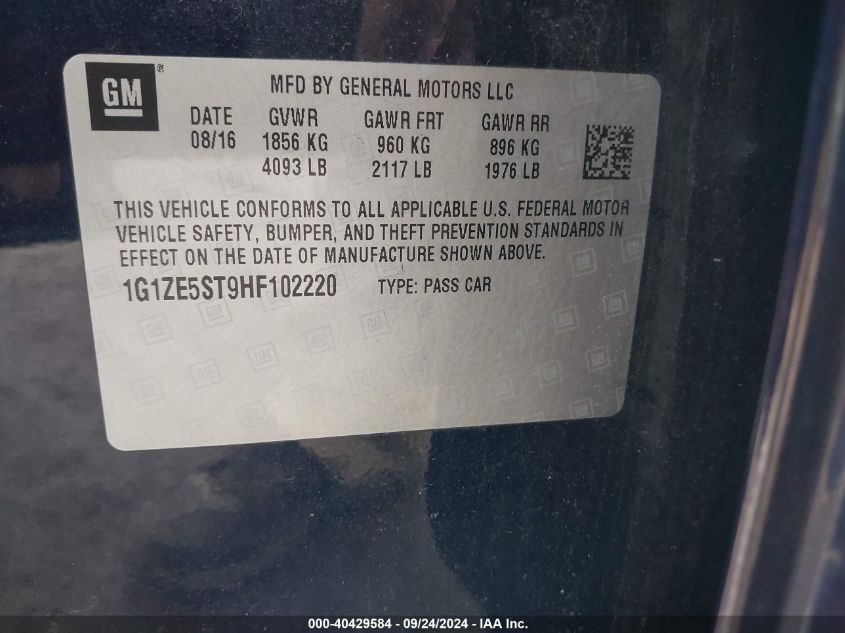 GM®
MFD BY GENERAL MOTORS LLC
DATE GVWR GAWR FRT GAWR RR
08/16 1856 KG 960 KG 896 KG
4093 LB 2117 LB 1976 LB
THIS VEHICLE CONFORMS TO ALL APPLICABLE U.S. FEDERAL MOTOR
VEHICLE SAFETY, BUMPER, AND THEFT PREVENTION STANDARDS IN
EFFECT ON THE DATE OF MANUFACTURE SHOWN ABOVE.
1G1ZE5ST9HF102220 TYPE: PASS CAR
000-40429584 - 09/24/2024 - IAA Inc.